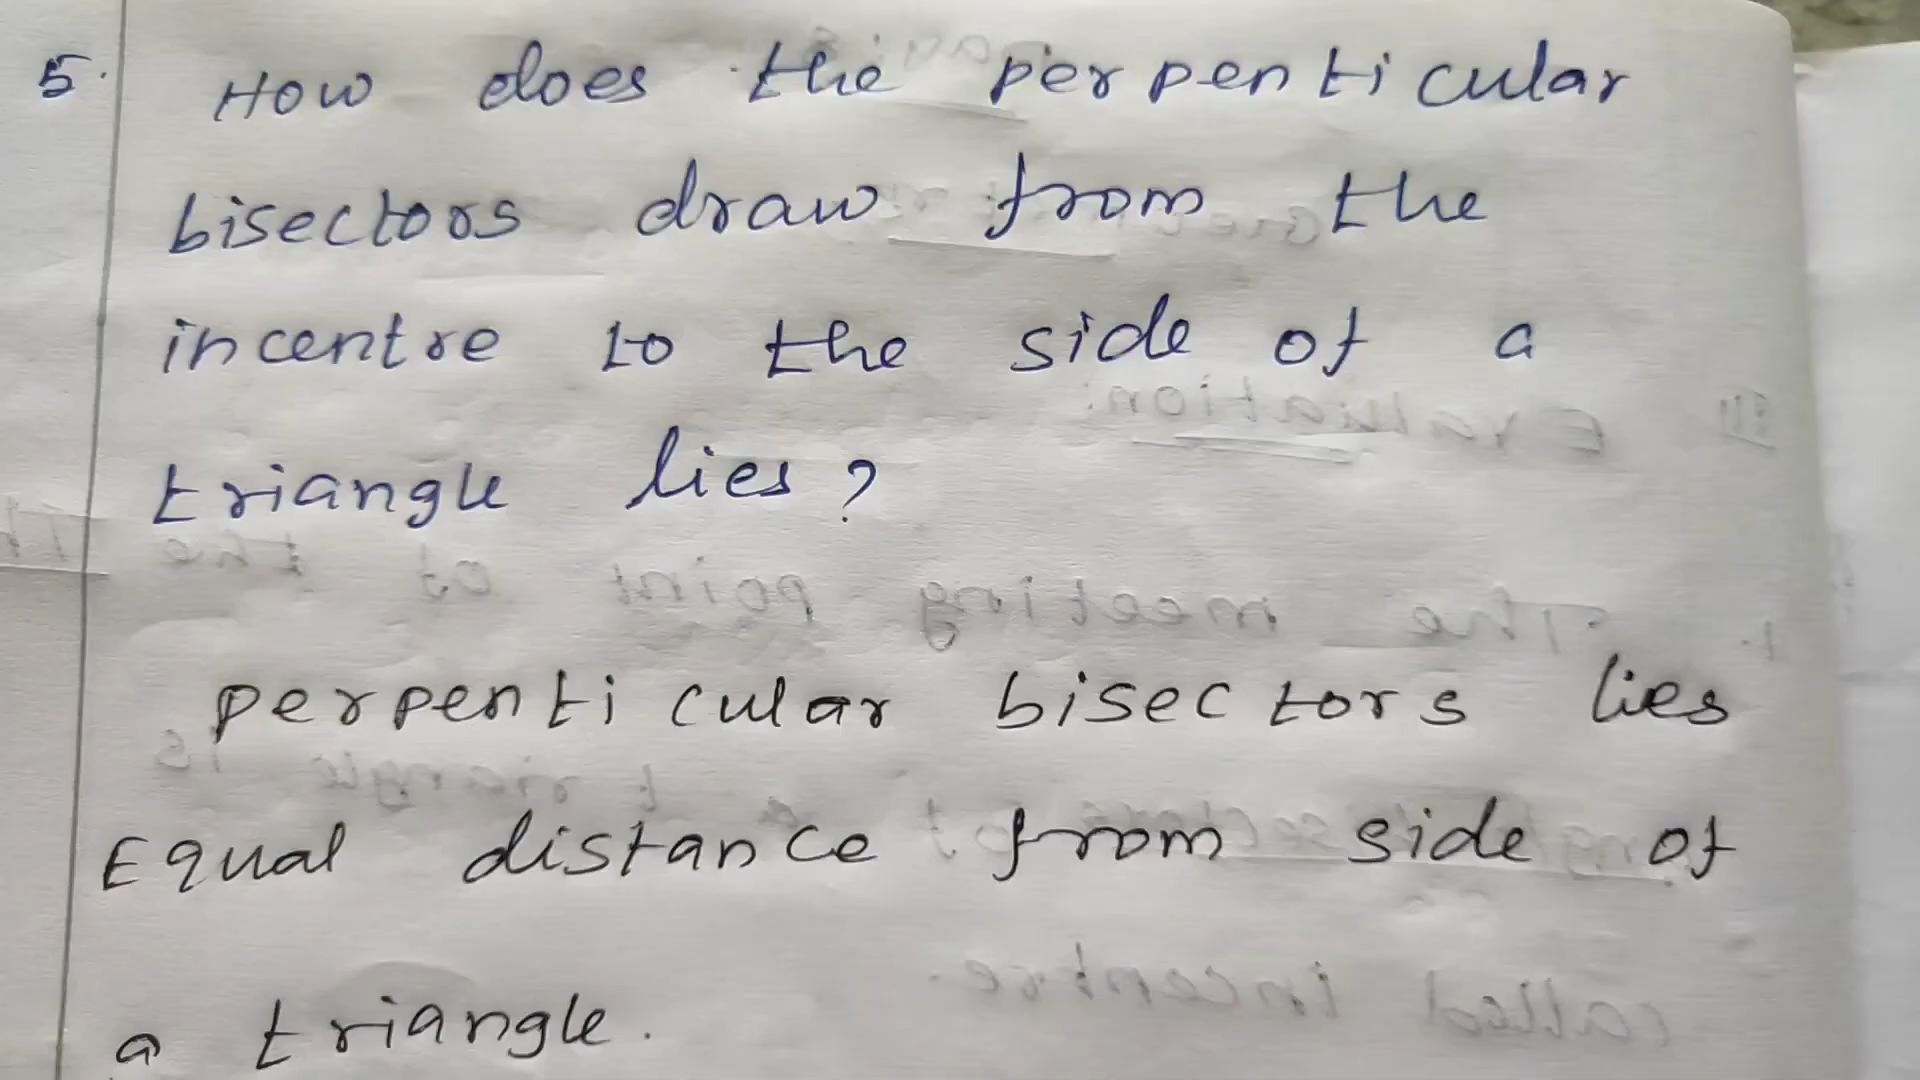 5. How does the perpenticular
bisectors draw from the
incentre to the side of a
triangle lies?
perpenticular bisectors lies
Equal distance from side of
a triangle.